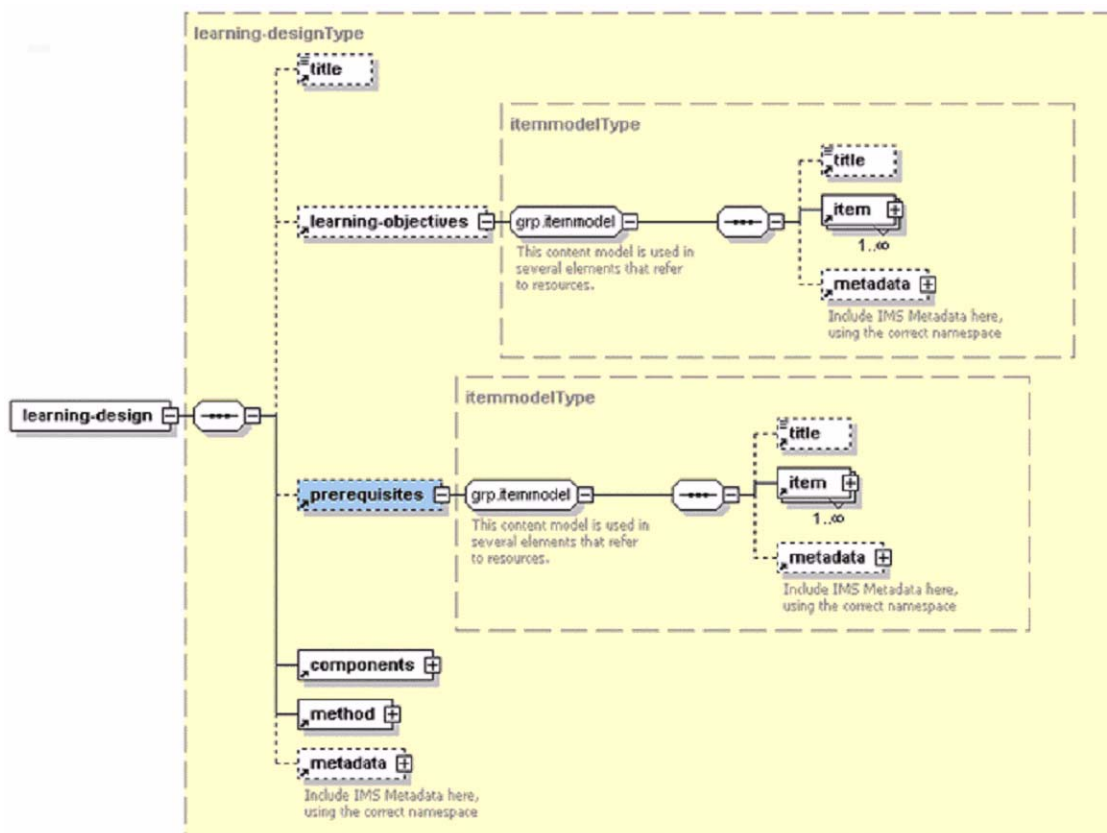 learning-designType
title
itemmodelType
title
learning-objectives
grp.itemmodel
item
1..∞
This content model is used in
several elements that refer
to resources.
metadata
Include IMS Metadata here,
using the correct namespace
learning-design
itemmodelType
title
prerequisites
grp.itemmodel
item
1..∞
This content model is used in
several elements that refer
to resources.
metadata
Include IMS Metadata here,
using the correct namespace
components
method
metadata
Include IMS Metadata here,
using the correct namespace